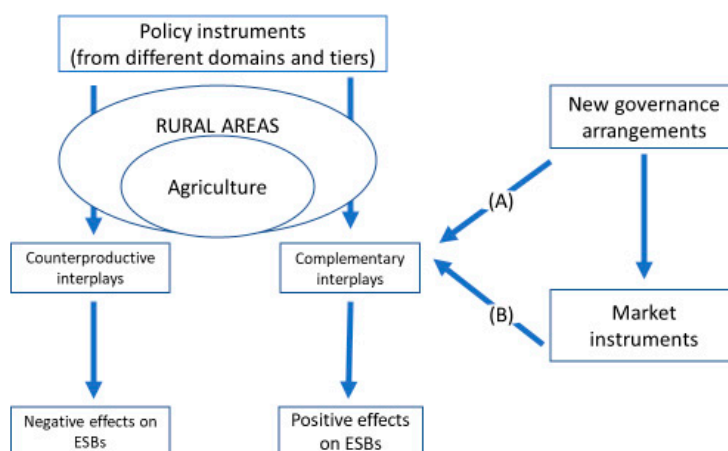 Policy instruments
(from different domains and tiers)
RURAL AREAS
Agriculture
New governance
arrangements
(A)
Counterproductive
interplays
Complementary
interplays
(B)
Market
instruments
Negative effects on
ESBs
Positive effects
on ESBs